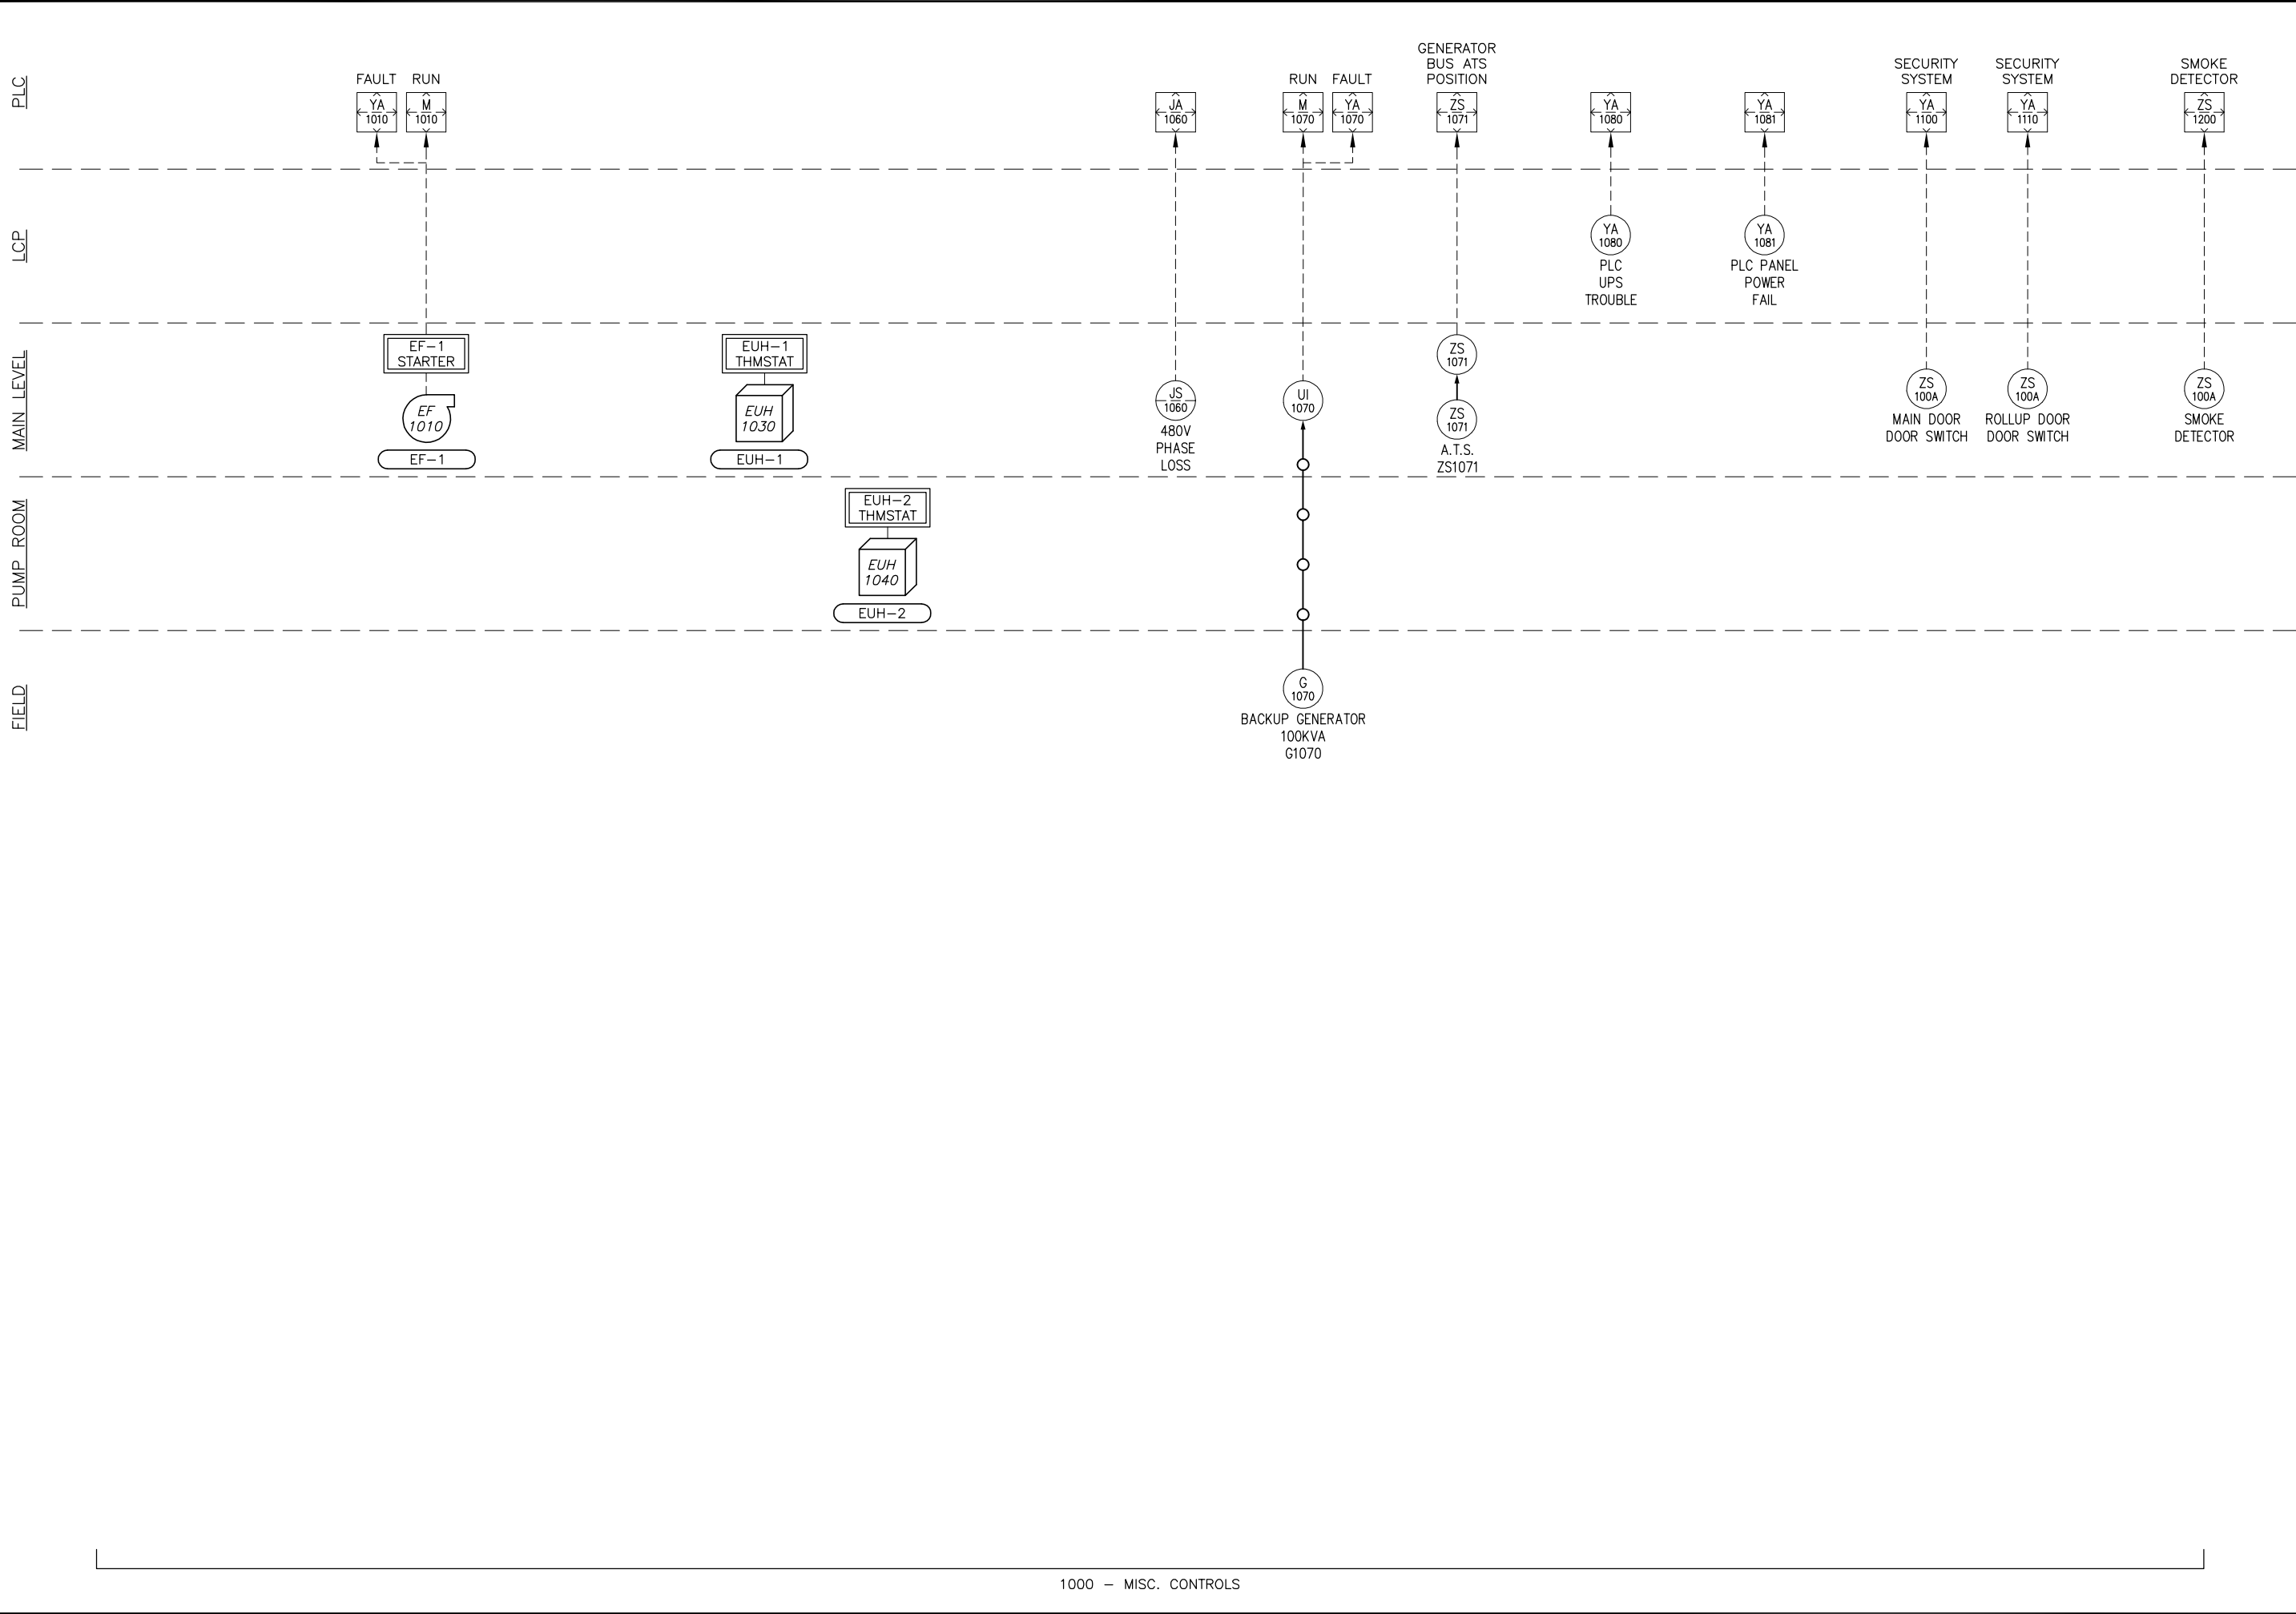 PLC
FAULT
YA
1010
RUN
M
1010
JA
1060
RUN
M
1070
FAULT
YA
1070
GENERATOR
BUS ATS
POSITION
ZS
1071
YA
1080
YA
1081
SECURITY
SYSTEM
YA
1100
SECURITY
SYSTEM
YA
1110
SMOKE
DETECTOR
ZS
1200
LCP
YA
1080
PLC
UPS
TROUBLE
YA
1081
PLC PANEL
POWER
FAIL
MAIN LEVEL
EF-1
STARTER
EF
1010
EF-1
EUH-1
THMSTAT
EUH
1030
EUH-1
JS
1060
480V
PHASE
LOSS
UI
1070
ZS
1071
ZS
1071
A.T.S.
ZS1071
ZS
100A
MAIN DOOR
DOOR SWITCH
ZS
100A
ROLLUP DOOR
DOOR SWITCH
ZS
100A
SMOKE
DETECTOR
PUMP ROOM
EUH-2
THMSTAT
EUH
1040
EUH-2
FIELD
G
1070
BACKUP GENERATOR
100KVA
G1070
1000 - MISC. CONTROLS